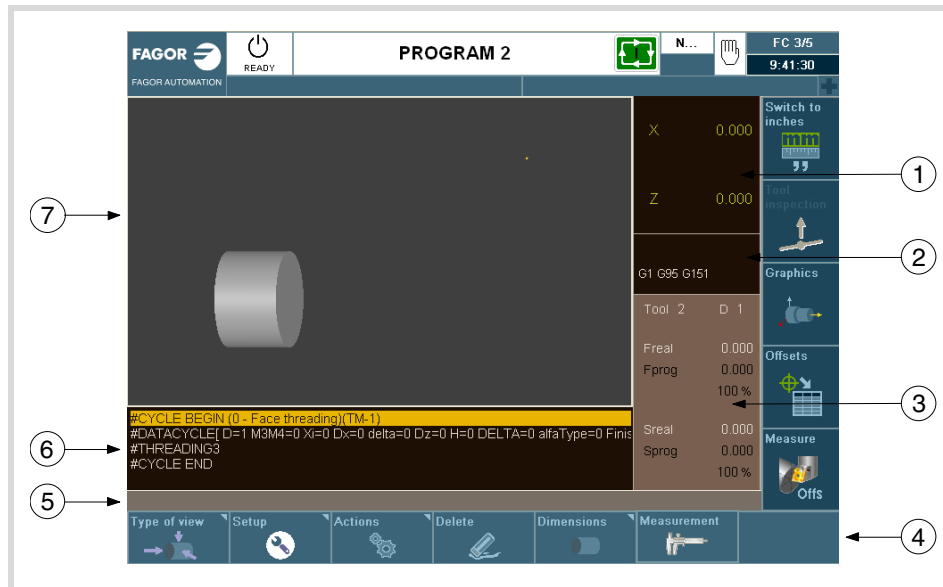 FAGOR
READY
PROGRAM 2
N...
FC 3/5
9:41:30
FAGOR AUTOMATION
X 0.000
Z 0.000
G1 G95 G151
Tool 2 D 1
Freal 0.000
Fprog 0.000
100 %
Sreal 0.000
Sprog 0.000
100 %
Switch to
inches
Tool
inspection
Graphics
Offsets
Measure
Offs
#CYCLE BEGIN (0 - Face threading)(TM-1)
#DATACYCLE[ D=1 M3M4=0 Xi=0 Dx=0 delta=0 Dz=0 H=0 DELTA=0 alfaType=0 Finis
#THREADING3
#CYCLE END
Type of view
Setup
Actions
Delete
Dimensions
Measurement
1
2
3
4
5
6
7